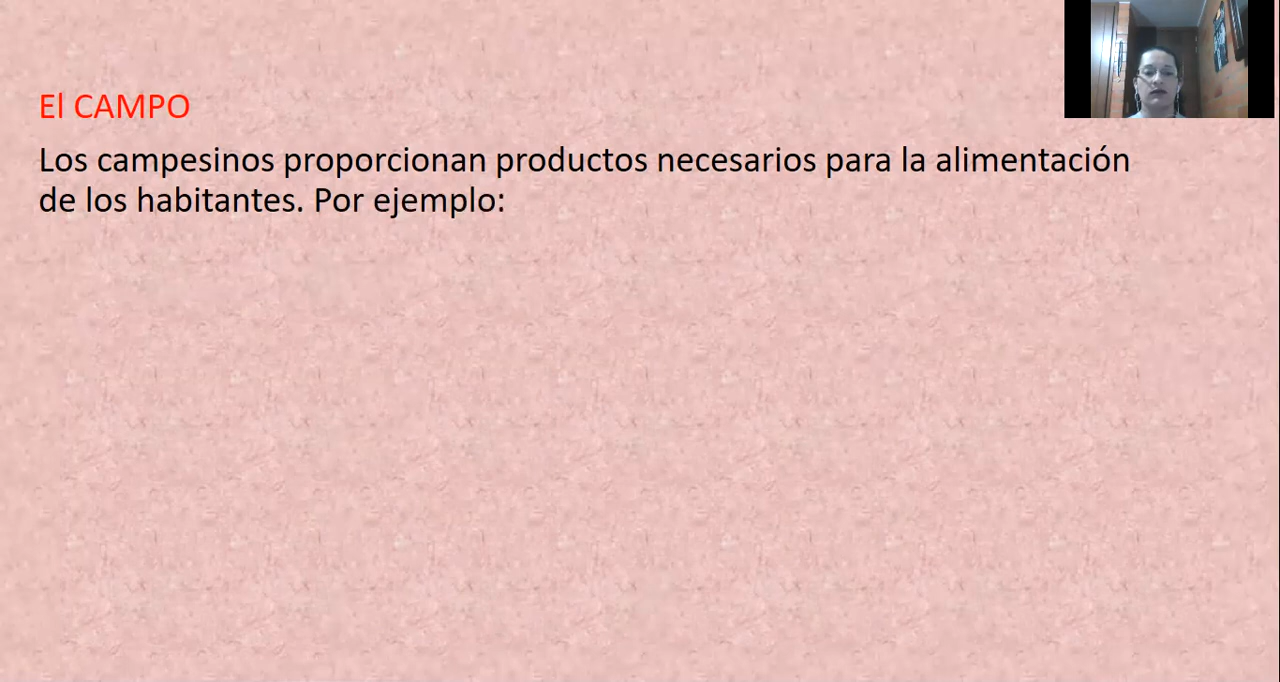 El CAMPO
Los campesinos proporcionan productos necesarios para la alimentación
de los habitantes. Por ejemplo: